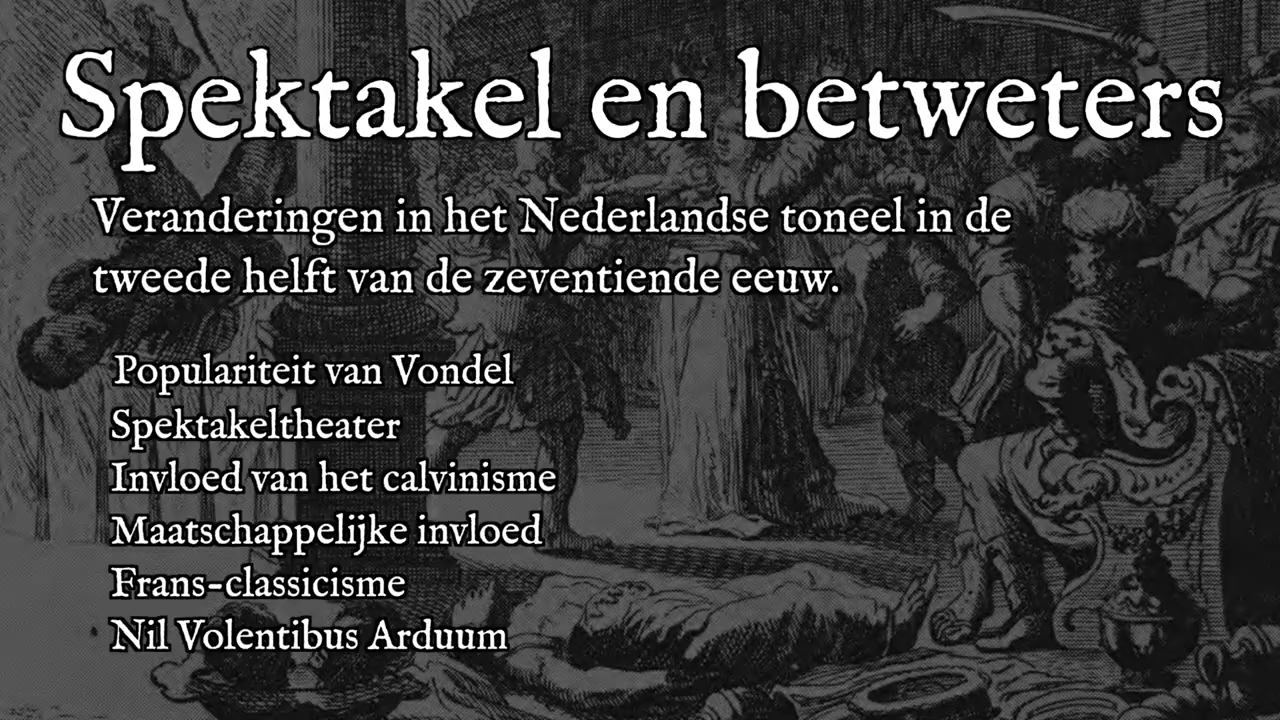 Spektakel en betweters
Veranderingen in het Nederlandse toneel in de
tweede helft van de zeventiende eeuw.
Populariteit van Vondel
Spektakeltheater
Invloed van het calvinisme
Maatschappelijke invloed
Frans-classicisme
Nil Volentibus Arduum